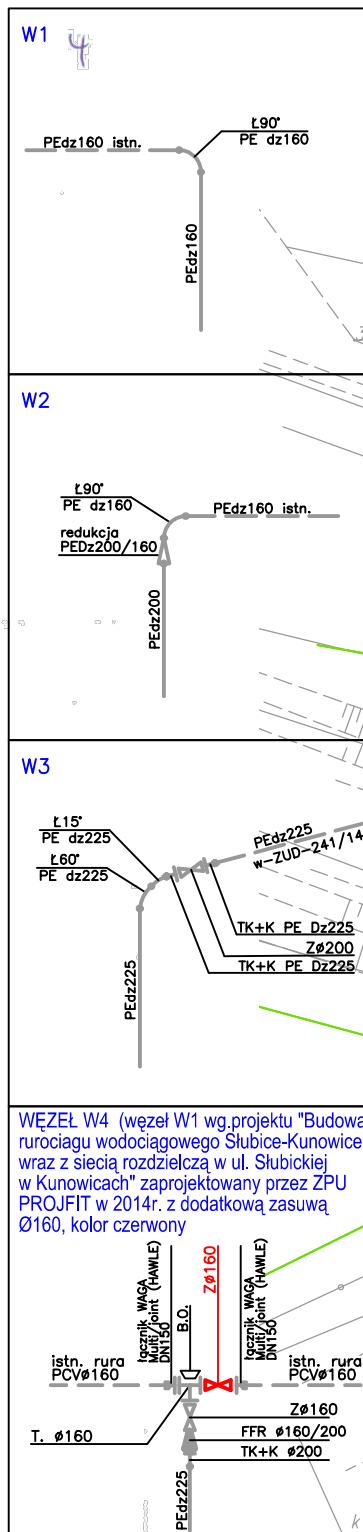 W1
4
Ł90°
PE dz160
PEdz160 istn.
PEdz160
W2
Ł90°
PE dz160
PEdz160 istn.
redukcja
PEDz200/160
PEdz200
W3
Ł15°
PE dz225
Ł60°
PE dz225
PEdz225
w-ZUD-241/14
TK+K PE Dz225
Zø200
TK+K PE Dz225
PEdz225
WĘZEŁ W4 (węzeł W1 wg.projektu "Budowa
rurociagu wodociągowego Słubice-Kunowice
wraz z siecią rozdzielczą w ul. Słubickiej
w Kunowicach" zaprojektowany przez ZPU
PROJFIT w 2014r. z dodatkową zasuwą
Ø160, kolor czerwony
łącznik WAGA
Multi/joint (HAWLE)
DN150
B.O.
Zø160
łącznik WAGA
Multi/joint (HAWLE)
DN150
istn. rura
PCVø160
istn. rura
PCVø160
T. ø160
Zø160
FFR ø160/200
TK+K ø200
PEdz225
k